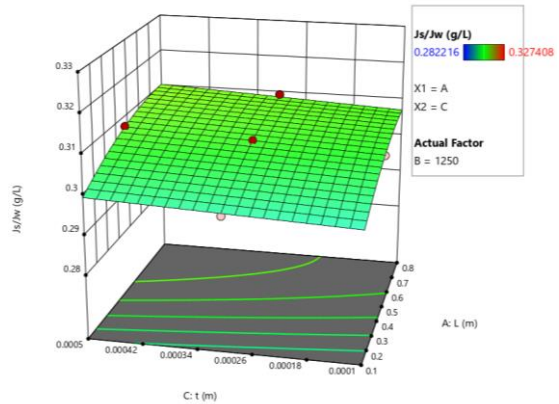 Js/Jw (g/L)
0.282216 0.327408
X1 = A
X2 = C
Actual Factor
B = 1250
0.33
0.32
0.31
0.3
0.29
0.28
Js/Jw (g/L)
0.8
0.7
0.6
0.5
0.4
0.3
0.2
0.1
A: L (m)
0.0005
0.00042
0.00034
0.00026
0.00018
0.0001
C: t (m)